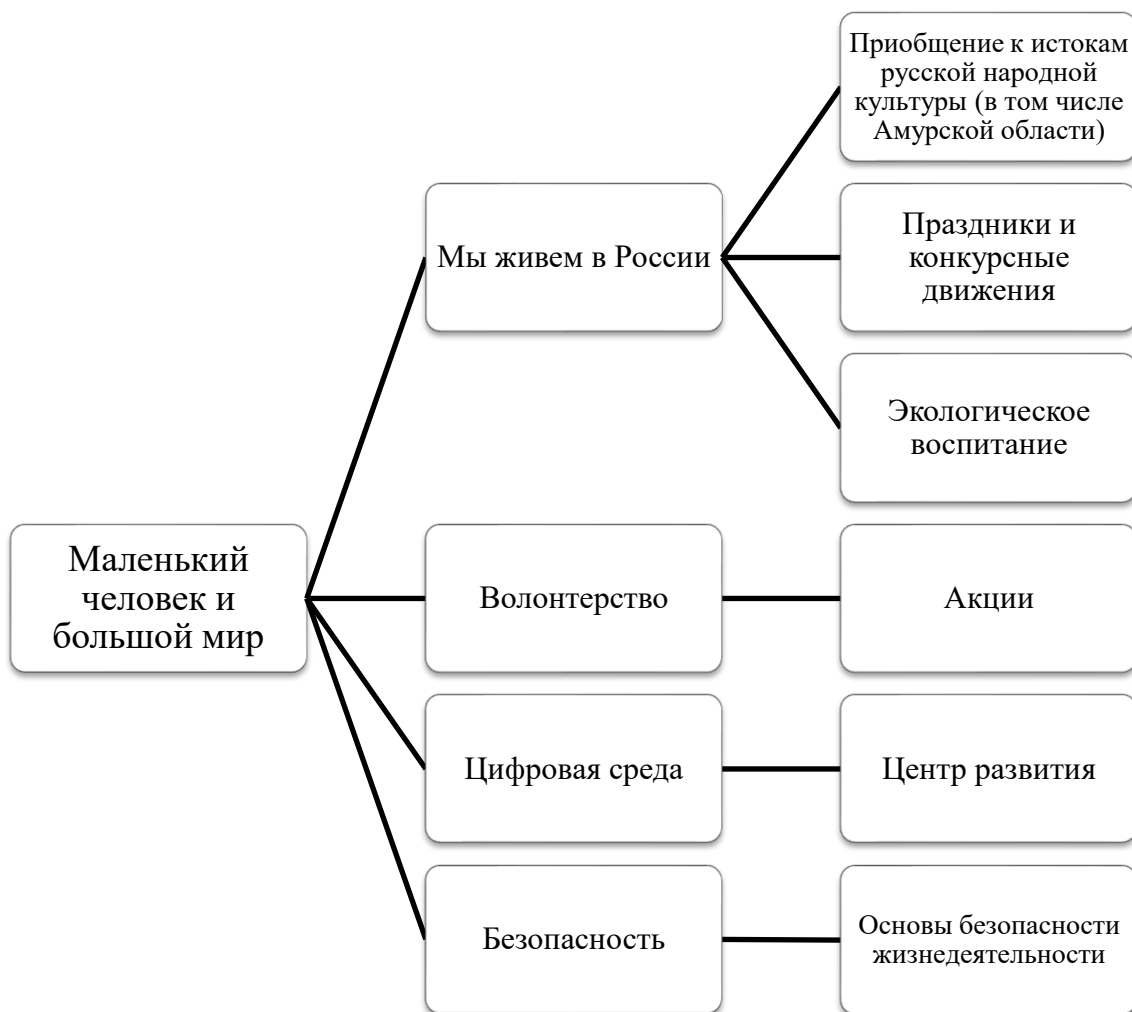 Приобщение к истокам
русской народной
культуры (в том числе
Амурской области)
Мы живем в России
Праздники и
конкурсные
движения
Экологическое
воспитание
Маленький
человек и
большой мир
Волонтерство
Акции
Цифровая среда
Центр развития
Безопасность
Основы безопасности
жизнедеятельности